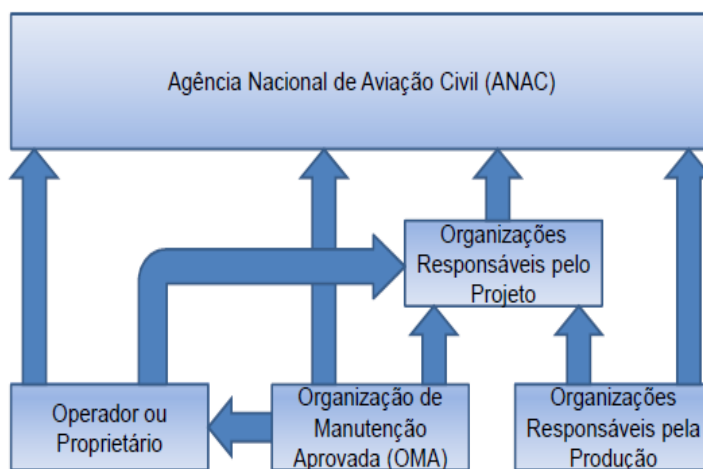 Agência Nacional de Aviação Civil (ANAC)
Organizações
Responsáveis pelo
Projeto
Operador ou
Proprietário
Organização de
Manutenção
Aprovada (OMA)
Organizações
Responsáveis pela
Produção